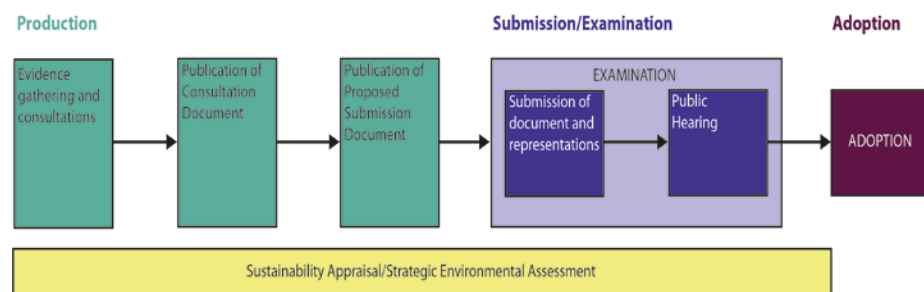 Production
Submission/Examination
Adoption
Evidence
gathering and
consultations
Publication of
Consultation
Document
Publication of
Proposed
Submission
Document
EXAMINATION
Submission of
document and
representations
Public
Hearing
ADOPTION
Sustainability Appraisal/Strategic Environmental Assessment